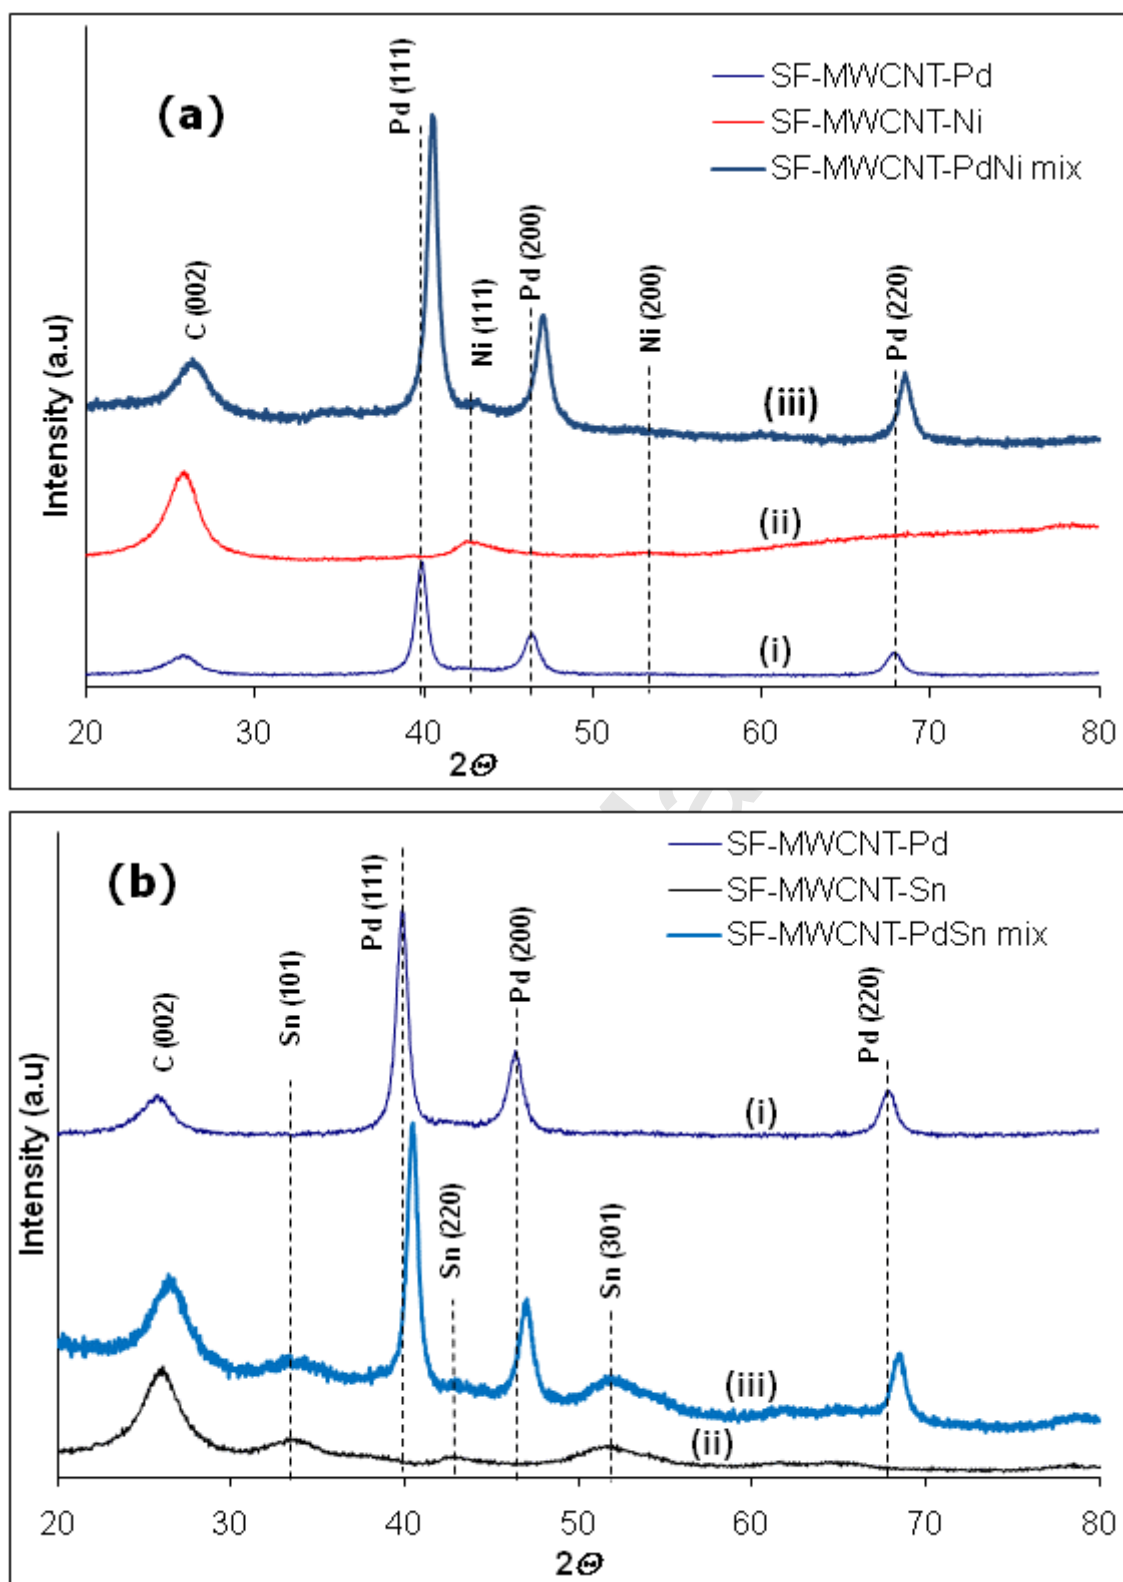 (a)
SF-MWCNT-Pd
SF-MWCNT-Ni
SF-MWCNT-PdNi mix
C (002)
Pd (111)
Ni (111)
Pd (200)
Ni (200)
Pd (220)
(iii)
(ii)
(i)
Intensity (a.u)
20 30 40 50 60 70 80
2Θ
(b)
SF-MWCNT-Pd
SF-MWCNT-Sn
SF-MWCNT-PdSn mix
C (002)
Sn (101)
Pd (111)
Sn (220)
Pd (200)
Sn (301)
Pd (220)
(i)
(iii)
(ii)
Intensity (a.u)
20 30 40 50 60 70 80
2Θ